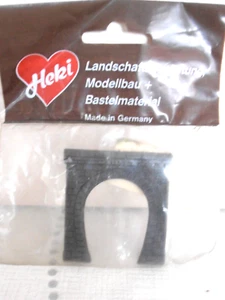 Heki
Modellbau +
Bastelmaterial
Made in Germany